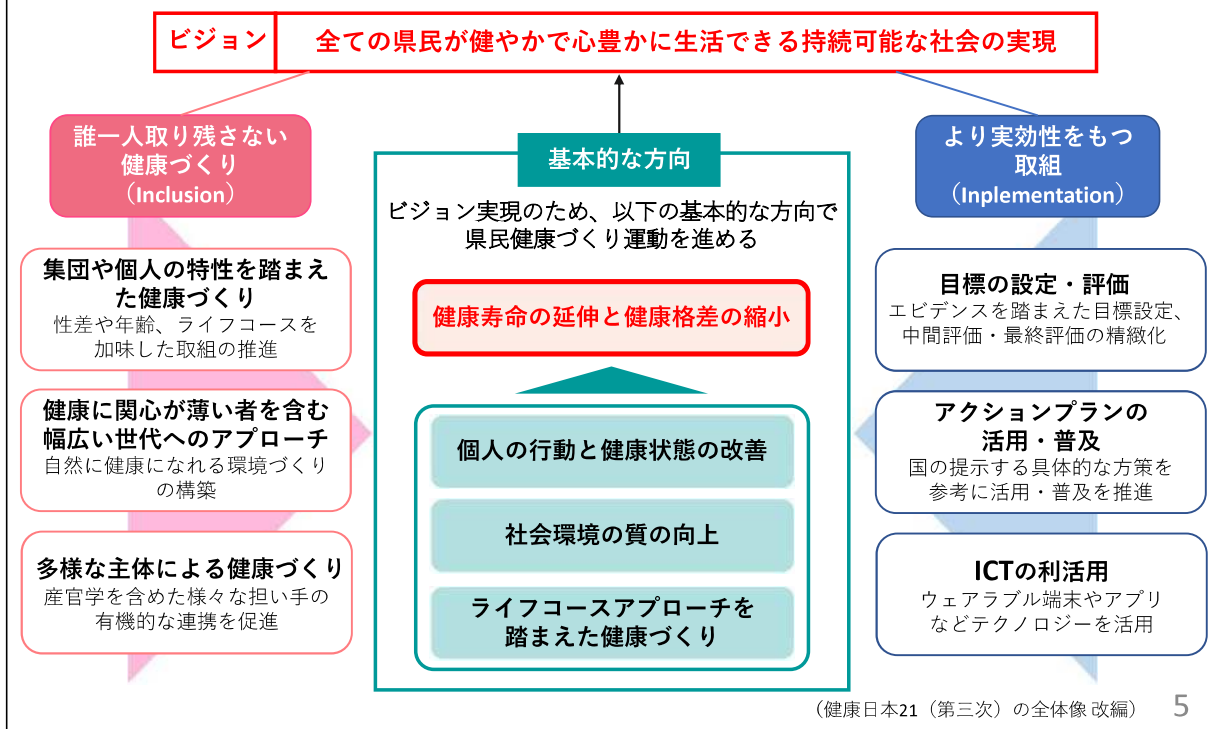 ビジョン
全ての県民が健やかで心豊かに生活できる持続可能な社会の実現
誰一人取り残さない
健康づくり
（Inclusion）
集団や個人の特性を踏まえ
た健康づくり
性差や年齢、ライフコースを
加味した取組の推進
健康に関心が薄い者を含む
幅広い世代へのアプローチ
自然に健康になれる環境づくり
の構築
多様な主体による健康づくり
産官学を含めた様々な担い手の
有機的な連携を促進
基本的な方向
ビジョン実現のため、以下の基本的な方向で
県民健康づくり運動を進める
健康寿命の延伸と健康格差の縮小
個人の行動と健康状態の改善
社会環境の質の向上
ライフコースアプローチを
踏まえた健康づくり
より実効性をもつ
取組
（Inplementation）
目標の設定・評価
エビデンスを踏まえた目標設定、
中間評価・最終評価の精緻化
アクションプランの
活用・普及
国の提示する具体的な方策を
参考に活用・普及を推進
ICTの利活用
ウェアラブル端末やアプリ
などテクノロジーを活用
（健康日本21（第三次）の全体像 改編）
5